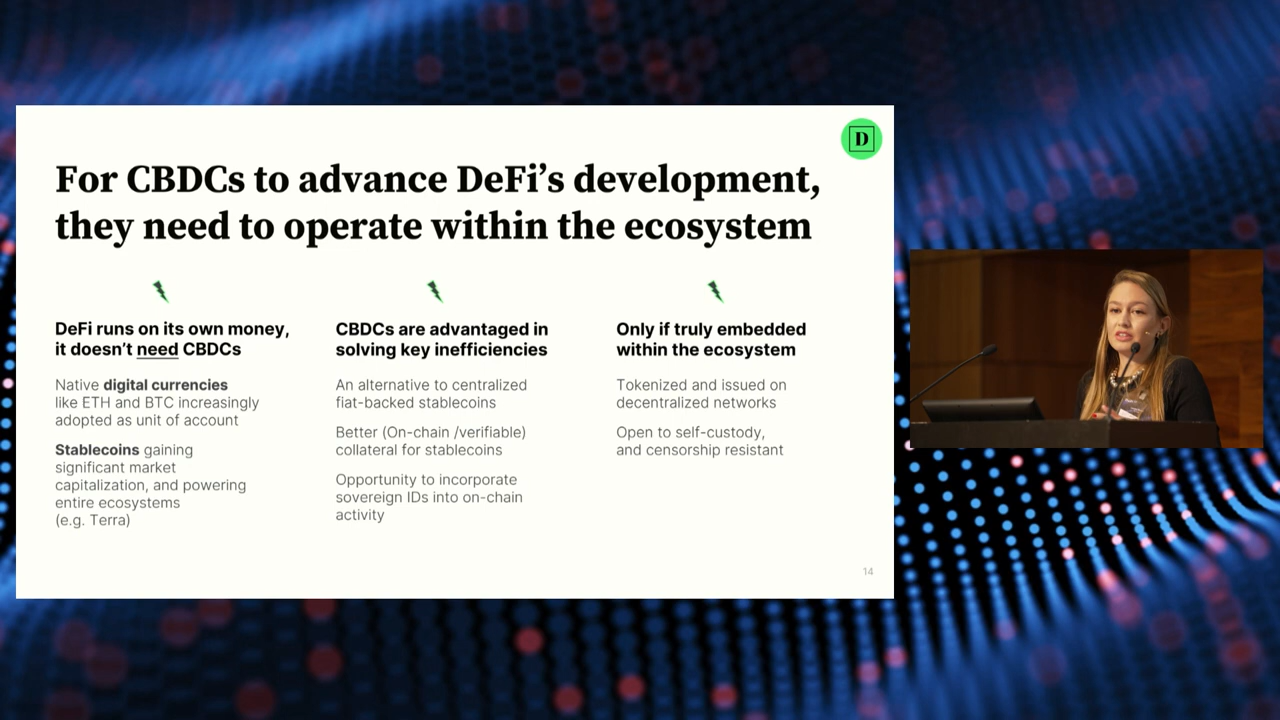 D
For CBDCs to advance DeFi’s development,
they need to operate within the ecosystem
DeFi runs on its own money,
it doesn’t need CBDCs
Native digital currencies
like ETH and BTC increasingly
adopted as unit of account
Stablecoins gaining
significant market
capitalization, and powering
entire ecosystems
(e.g. Terra)
CBDCs are advantaged in
solving key inefficiencies
An alternative to centralized
fiat-backed stablecoins
Better (On-chain /verifiable)
collateral for stablecoins
Opportunity to incorporate
sovereign IDs into on-chain
activity
Only if truly embedded
within the ecosystem
Tokenized and issued on
decentralized networks
Open to self-custody,
and censorship resistant
14